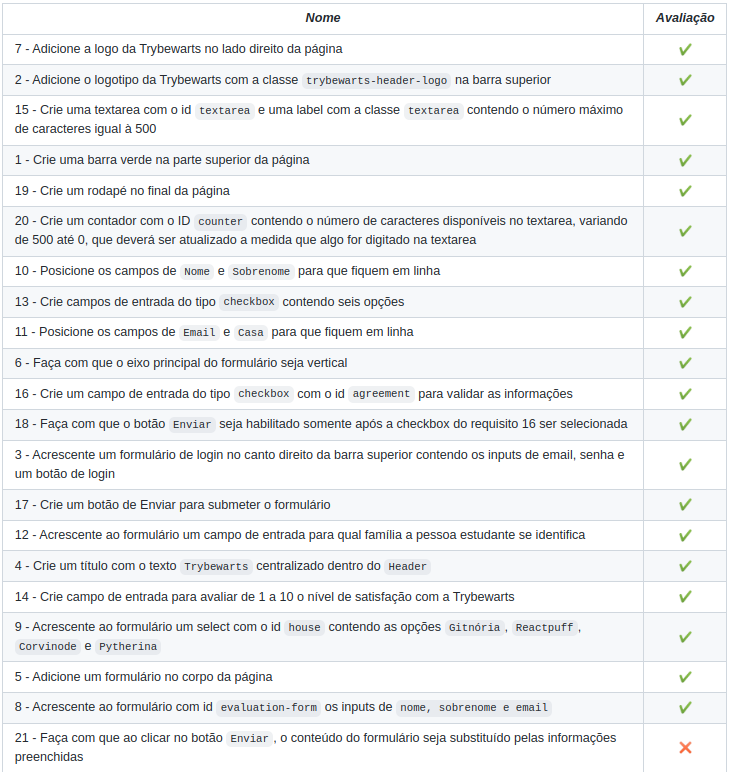 Nome Avaliação
7 - Adicione a logo da Trybewarts no lado direito da página
2 - Adicione o logotipo da Trybewarts com a classe trybewarts-header-logo na barra superior
15 - Crie uma textarea com o id textarea e uma label com a classe textarea contendo o número máximo
de caracteres igual à 500
1 - Crie uma barra verde na parte superior da página
19 - Crie um rodapé no final da página
20 - Crie um contador com o ID counter contendo o número de caracteres disponíveis no textarea, variando
de 500 até 0, que deverá ser atualizado a medida que algo for digitado na textarea
10 - Posicione os campos de Nome e Sobrenome para que fiquem em linha
13 - Crie campos de entrada do tipo checkbox contendo seis opções
11 - Posicione os campos de Email e Casa para que fiquem em linha
6 - Faça com que o eixo principal do formulário seja vertical
16 - Crie um campo de entrada do tipo checkbox com o id agreement para validar as informações
18 - Faça com que o botão Enviar seja habilitado somente após a checkbox do requisito 16 ser selecionada
3 - Acrescente um formulário de login no canto direito da barra superior contendo os inputs de email, senha e
um botão de login
17 - Crie um botão de Enviar para submeter o formulário
12 - Acrescente ao formulário um campo de entrada para qual família a pessoa estudante se identifica
4 - Crie um título com o texto Trybewarts centralizado dentro do Header
14 - Crie campo de entrada para avaliar de 1 a 10 o nível de satisfação com a Trybewarts
9 - Acrescente ao formulário um select com o id house contendo as opções Gitnória, Reactpuff,
Corvinode e Pytherina
5 - Adicione um formulário no corpo da página
8 - Acrescente ao formulário com id evaluation-form os inputs de nome, sobrenome e email
21 - Faça com que ao clicar no botão Enviar, o conteúdo do formulário seja substituído pelas informações
preenchidas